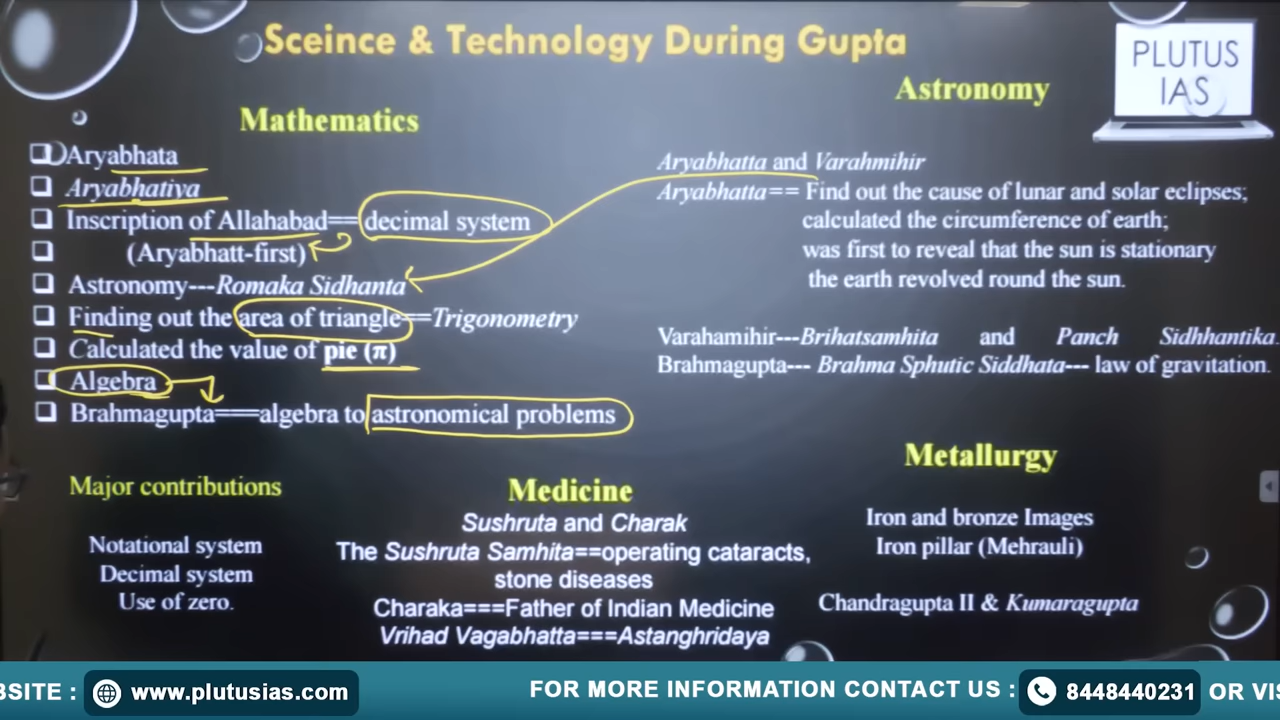 Sceince & Technology During Gupta
PLUTUS
IAS
Mathematics
Aryabhata
Aryabhatiya
Inscription of Allahabad== decimal system
(Aryabhatt-first)
Astronomy---Romaka Sidhanta
Finding out the area of triangle==Trigonometry
Calculated the value of pie (π)
Algebra
Brahmagupta===algebra to astronomical problems
Astronomy
Aryabhatta and Varahmihir
Aryabhatta== Find out the cause of lunar and solar eclipses;
calculated the circumference of earth;
was first to reveal that the sun is stationary
the earth revolved round the sun.
Varahamihir---Brihatsamhita and Panch Sidhhantika.
Brahmagupta--- Brahma Sphutic Siddhata--- law of gravitation.
Major contributions
Notational system
Decimal system
Use of zero.
Medicine
Sushruta and Charak
The Sushruta Samhita==operating cataracts,
stone diseases
Charaka===Father of Indian Medicine
Vrihad Vagabhatta===Astanghridaya
Metallurgy
Iron and bronze Images
Iron pillar (Mehrauli)
Chandragupta II & Kumaragupta
BSITE : www.plutusias.com FOR MORE INFORMATION CONTACT US : 8448440231 OR VIS